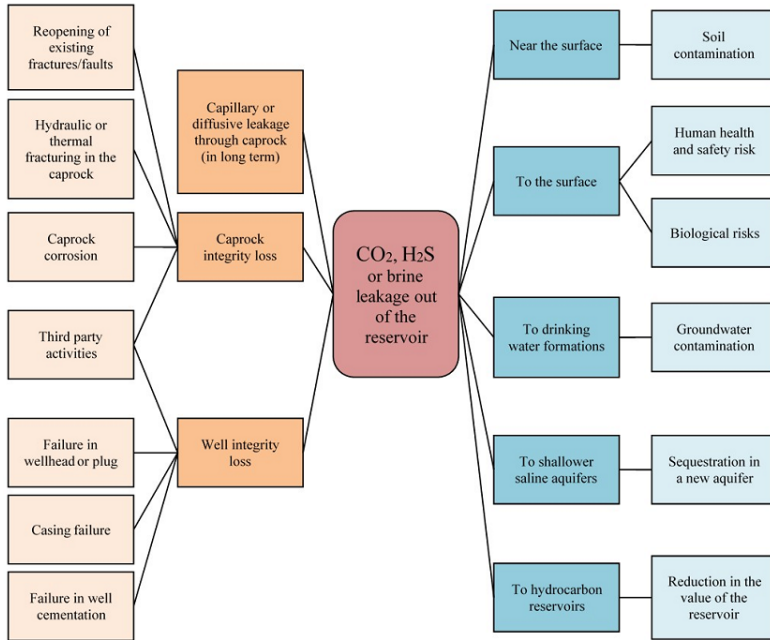 Reopening of
existing
fractures/faults
Hydraulic or
thermal
fracturing in the
caprock
Caprock
corrosion
Third party
activities
Failure in
wellhead or plug
Casing failure
Failure in well
cementation
Capillary or
diffusive leakage
through caprock
(in long term)
Caprock
integrity loss
Well integrity
loss
CO₂, H₂S
or brine
leakage out
of the
reservoir
Near the surface
To the surface
To drinking
water formations
To shallower
saline aquifers
To hydrocarbon
reservoirs
Soil
contamination
Human health
and safety risk
Biological risks
Groundwater
contamination
Sequestration in
a new aquifer
Reduction in the
value of the
reservoir